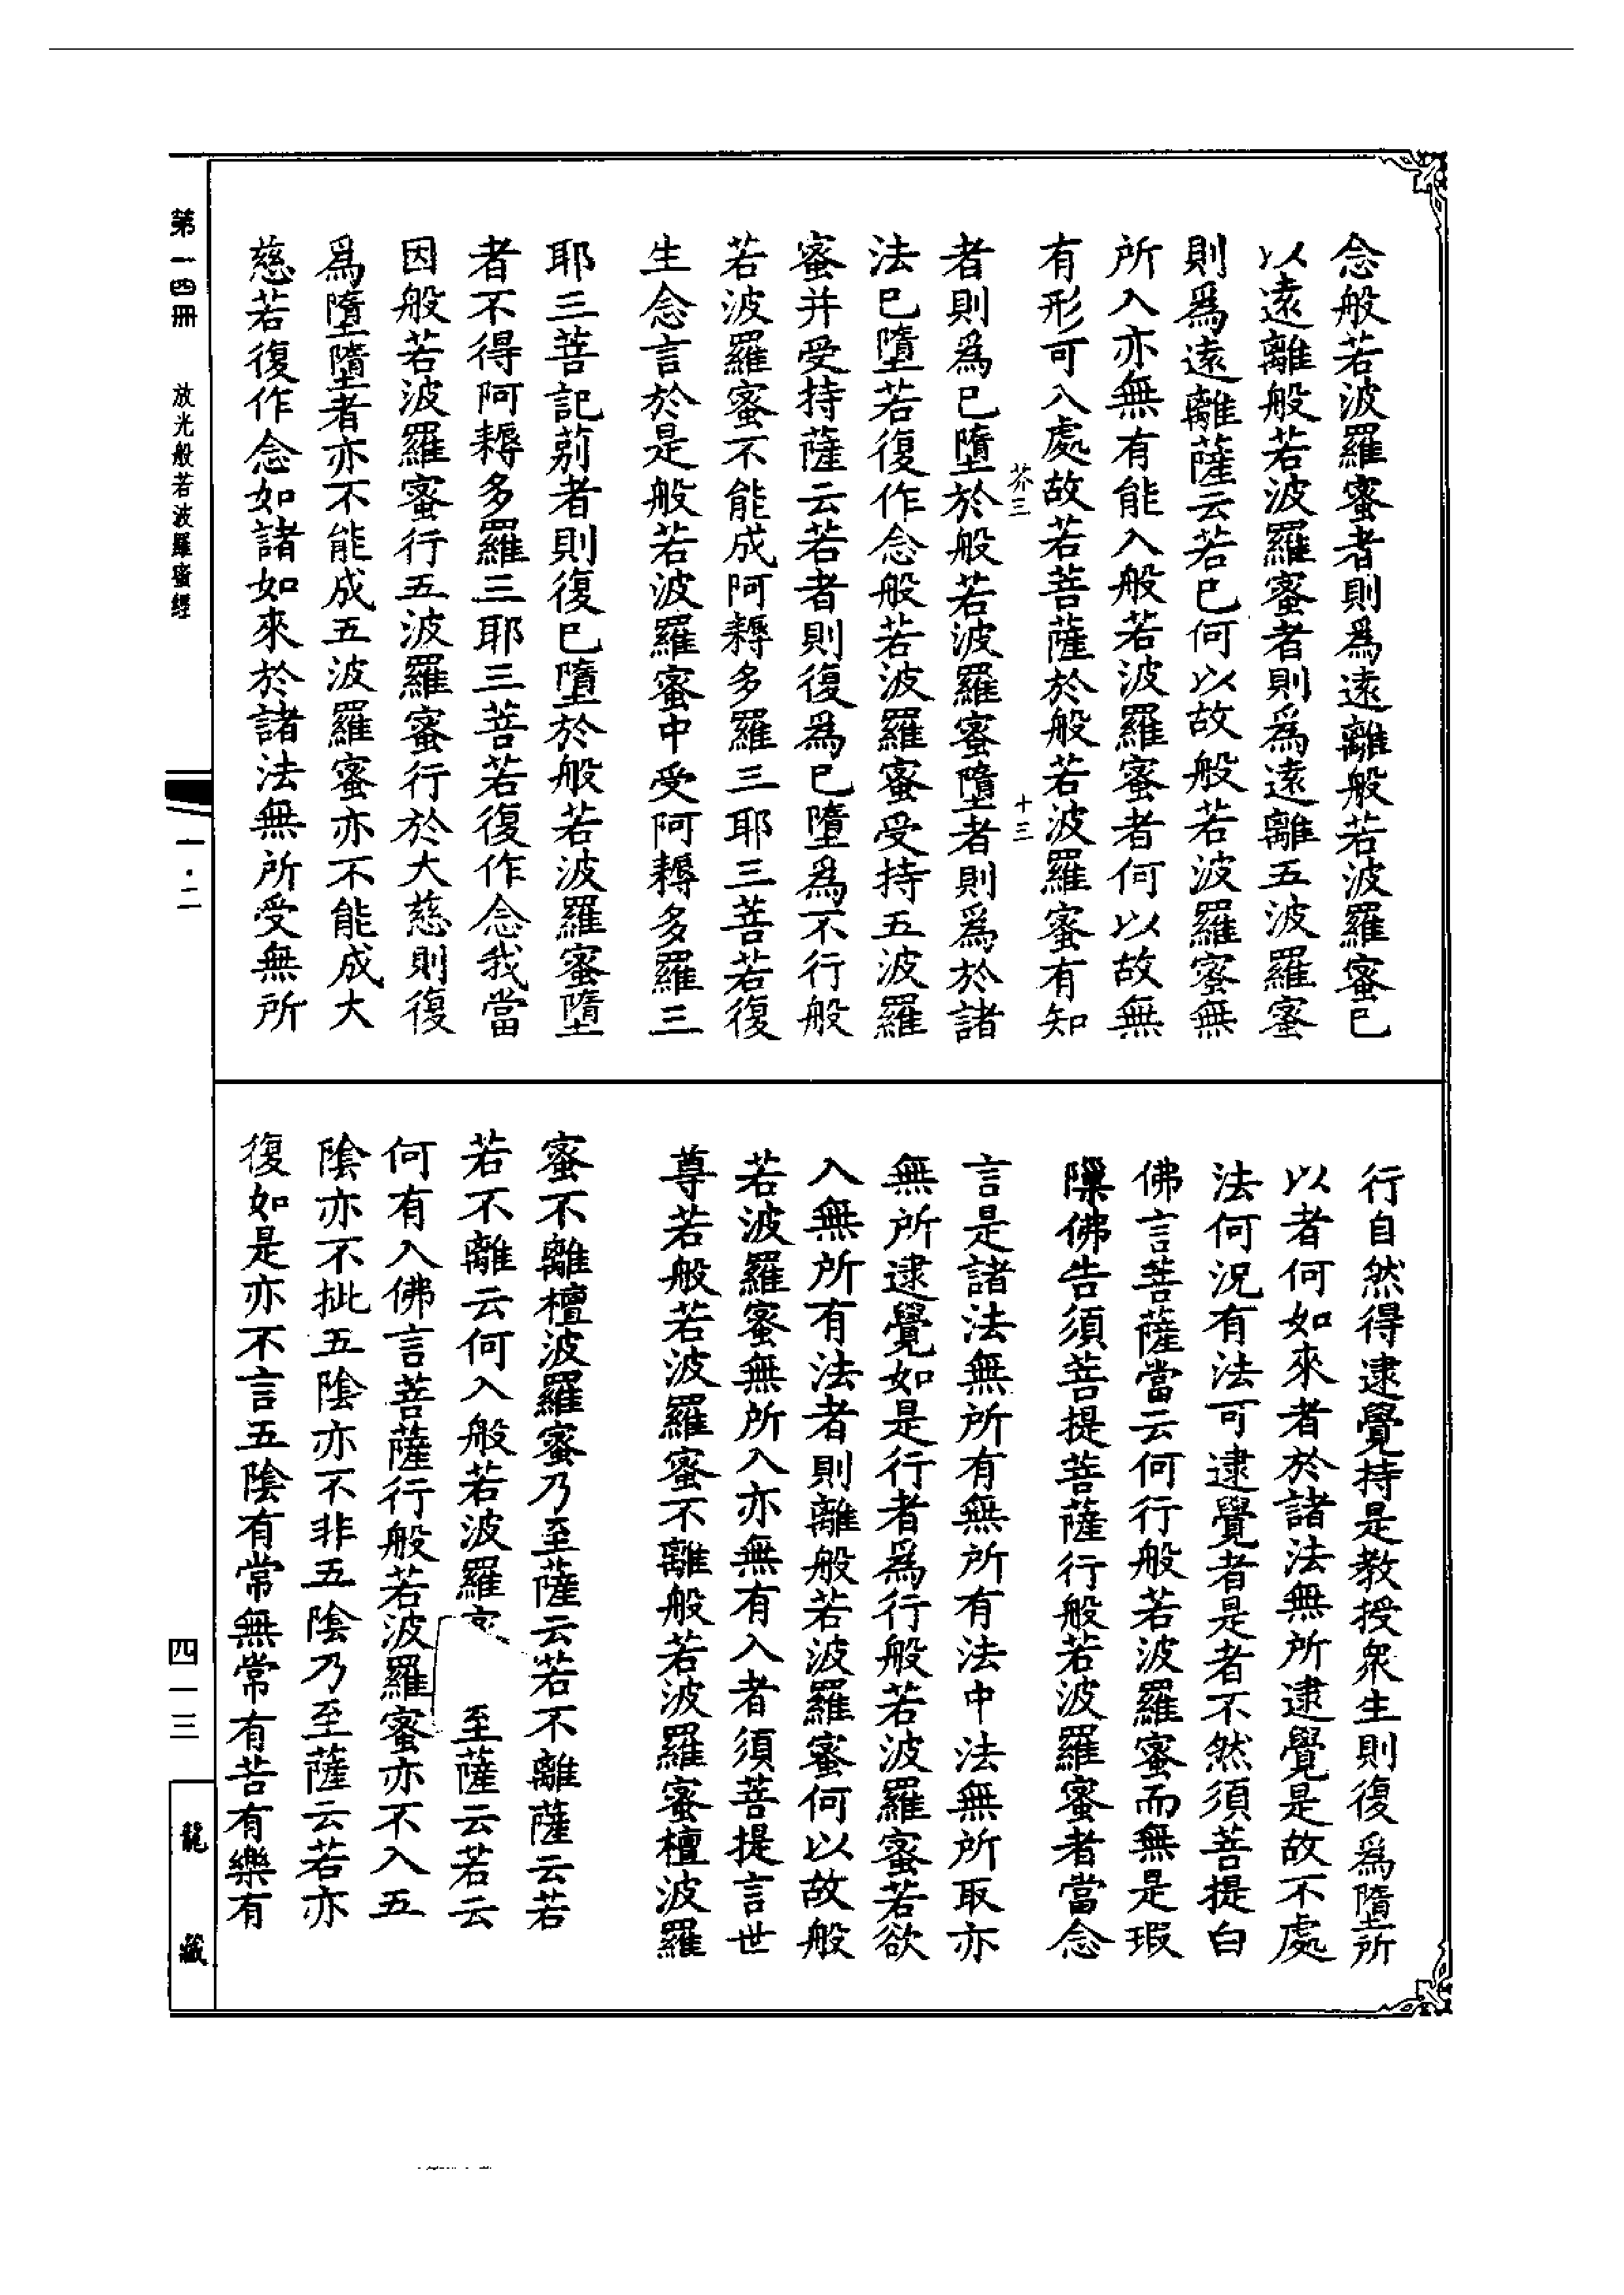 念般若波羅蜜者則為遠離般若波羅蜜已
以遠離般若波羅蜜者則為遠離五波羅蜜
則為遠離薩云若已何以故般若波羅蜜無
所入亦無有能入般若波羅蜜者何以故無
有形可入處故若菩薩於般若波羅蜜有知
芥三 十三
者則為已墮於般若波羅蜜墮者則為於諸
法已墮若復作念般若波羅蜜受持五波羅
蜜并受持薩云若者則復為已墮為不行般
若波羅蜜不能成阿耨多羅三耶三菩若復
生念言於是般若波羅蜜中受阿耨多羅三
耶三菩記莂者則復已墮於般若波羅蜜墮
者不得阿耨多羅三耶三菩若復作念我當
因般若波羅蜜行五波羅蜜行於大慈則復
為墮墮者亦不能成五波羅蜜亦不能成大
慈若復作念如諸如來於諸法無所受無所
行自然得逮覺持是教授衆生則復為墮所
以者何如來者於諸法無所逮覺是故不處
法何況有法可逮覺者是者不然須菩提白
佛言菩薩當云何行般若波羅蜜而無是瑕
隟佛告須菩提菩薩行般若波羅蜜者當念
言是諸法無所有無所有法中法無所取亦
無所逮覺如是行者為行般若波羅蜜若欲
入無所有法者則離般若波羅蜜何以故般
若波羅蜜無所入亦無有入者須菩提言世
尊若般若波羅蜜不離般若波羅蜜檀波羅
蜜不離檀波羅蜜乃至薩云若不離薩云若
若不離云何入般若波羅 至薩云若云
何有入佛言菩薩行般若波羅蜜亦不入五
陰亦不批五陰亦不非五陰乃至薩云若亦
復如是亦不言五陰有常無常有苦有樂有
第一四冊 放光般若波羅蜜經
一·二
四一三
龍藏